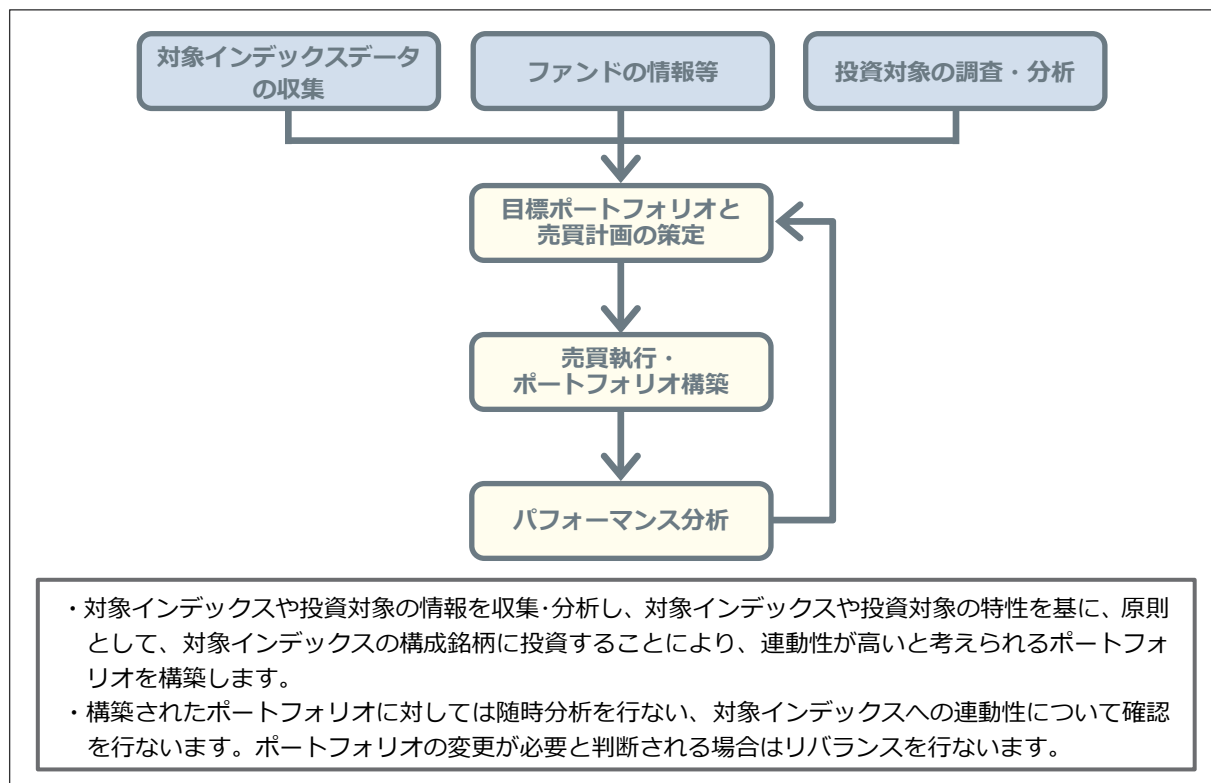 対象インデックスデータ
の収集
ファンドの情報等
投資対象の調査・分析
目標ポートフォリオと
売買計画の策定
売買執行・
ポートフォリオ構築
パフォーマンス分析
・対象インデックスや投資対象の情報を収集･分析し、対象インデックスや投資対象の特性を基に、原則
として、対象インデックスの構成銘柄に投資することにより、連動性が高いと考えられるポートフォ
リオを構築します。
・構築されたポートフォリオに対しては随時分析を行ない、対象インデックスへの連動性について確認
を行ないます。ポートフォリオの変更が必要と判断される場合はリバランスを行ないます。